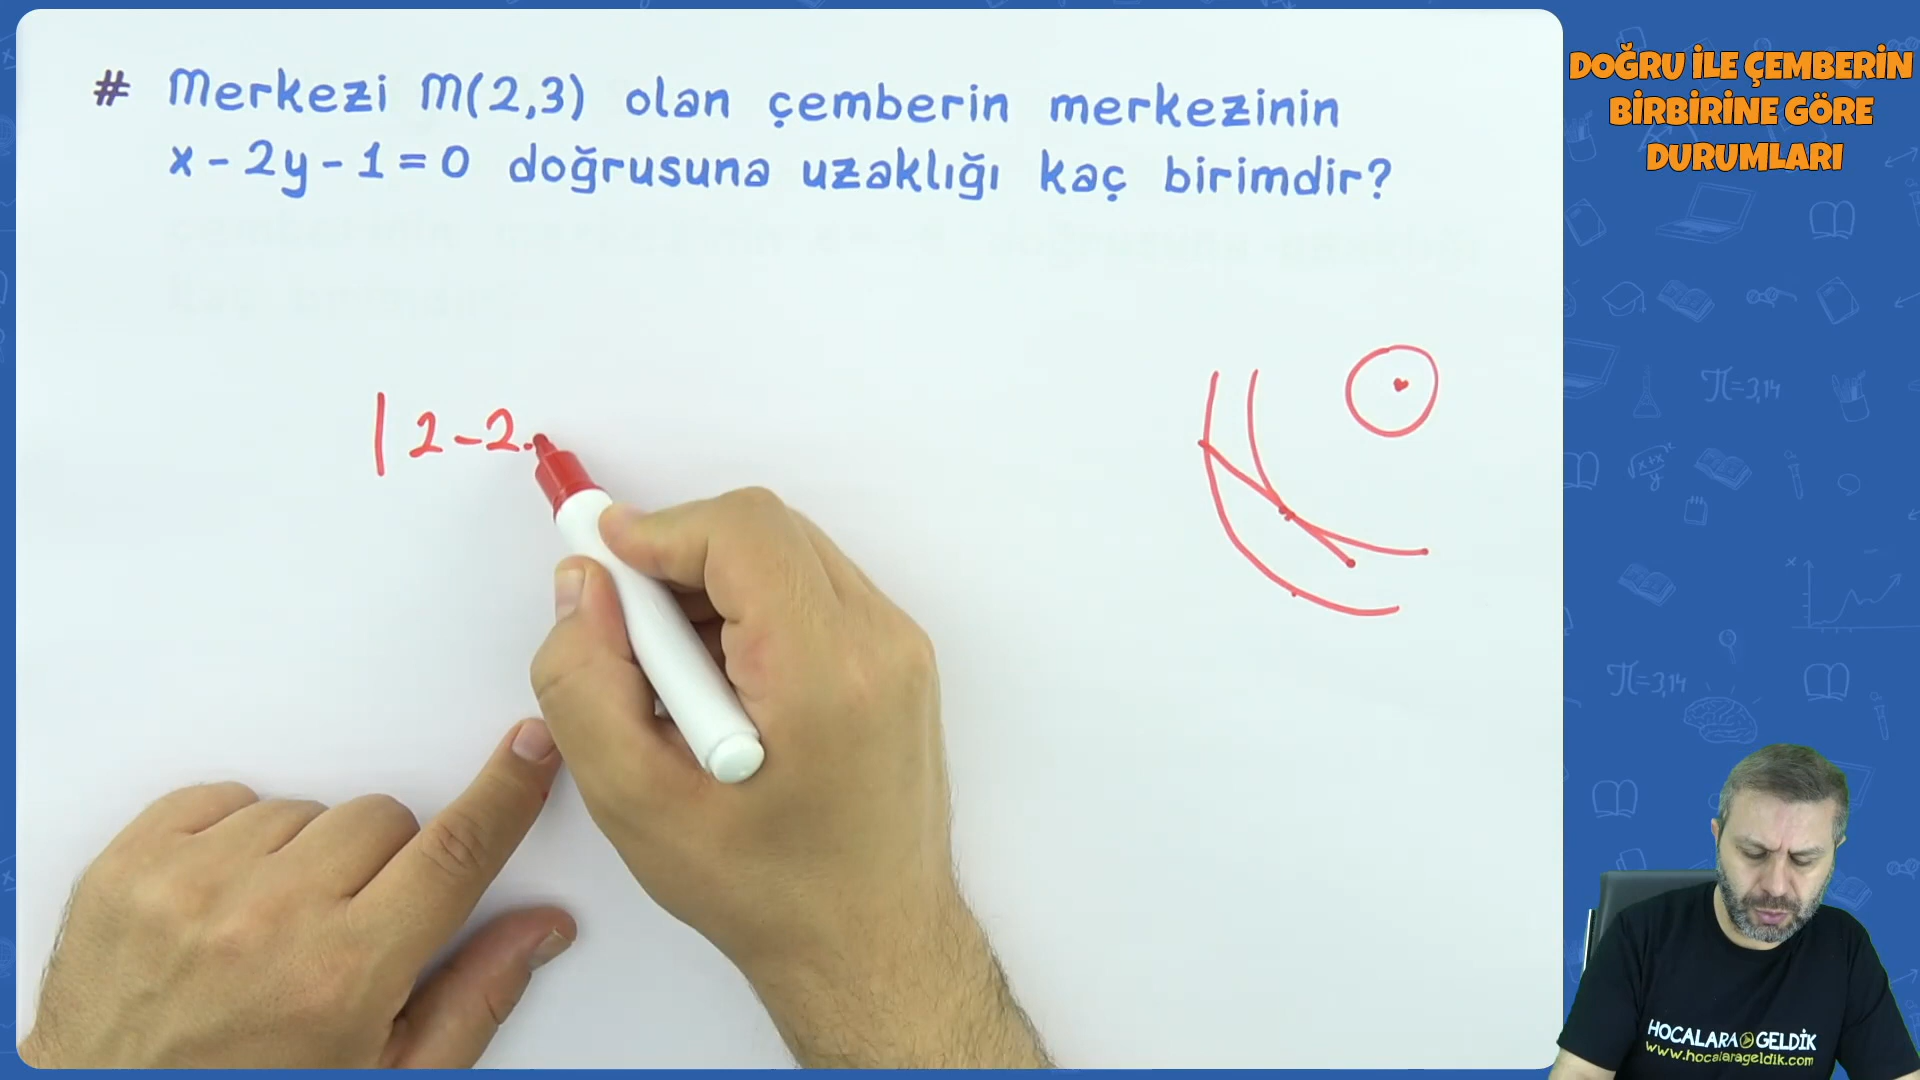 # Merkezi M(2,3) olan çemberin merkezinin
x - 2y - 1 = 0 doğrusuna uzaklığı kaç birimdir?
| 2 - 2.
DOĞRU İLE ÇEMBERİN
BİRBİRİNE GÖRE
DURUMLARI
π=3,14
π=3,14
HOCALARA GELDİK
www.hocalarageldik.com